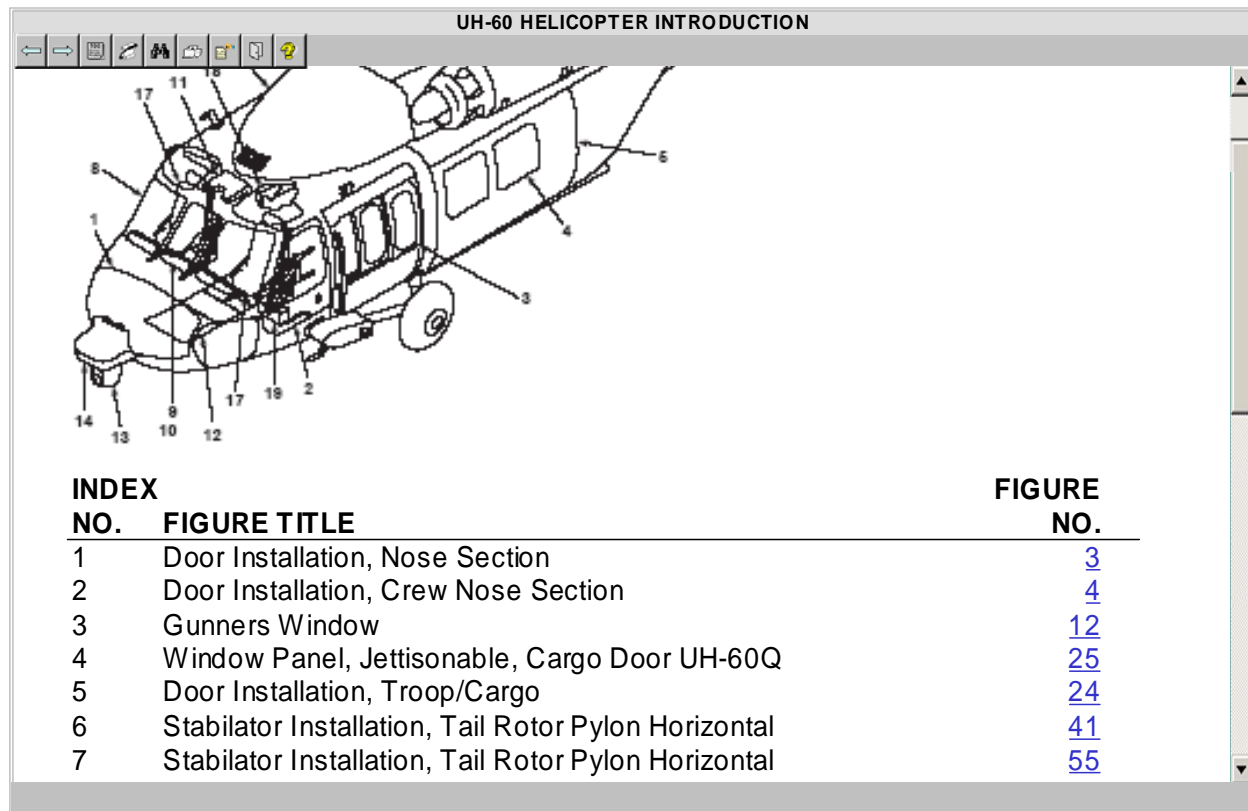 UH-60 HELICOPTER INTRODUCTION
18
11
17
8
5
1
4
3
2
19
17
14
9
13
10
12
INDEX FIGURE
NO. FIGURE TITLE NO.
1 Door Installation, Nose Section 3
2 Door Installation, Crew Nose Section 4
3 Gunners Window 12
4 Window Panel, Jettisonable, Cargo Door UH-60Q 25
5 Door Installation, Troop/Cargo 24
6 Stabilator Installation, Tail Rotor Pylon Horizontal 41
7 Stabilator Installation, Tail Rotor Pylon Horizontal 55